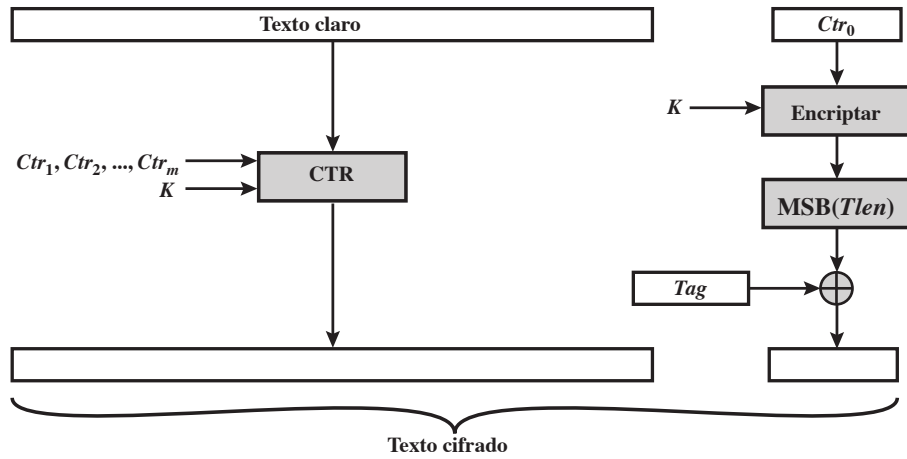 Texto claro
Ctr₀
K
Encriptar
Ctr₁, Ctr₂, ..., Ctrₘ
K
CTR
MSB(Tlen)
Tag
Texto cifrado